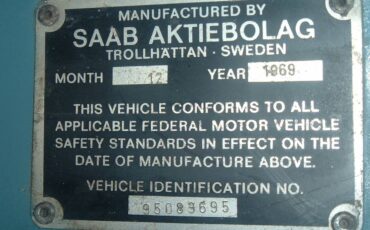 MANUFACTURED BY
SAAB AKTIEBOLAG
TROLLHÄTTAN · SWEDEN
MONTH 12 YEAR 1969
THIS VEHICLE CONFORMS TO ALL
APPLICABLE FEDERAL MOTOR VEHICLE
SAFETY STANDARDS IN EFFECT ON THE
DATE OF MANUFACTURE ABOVE.
VEHICLE IDENTIFICATION NO.
95083695